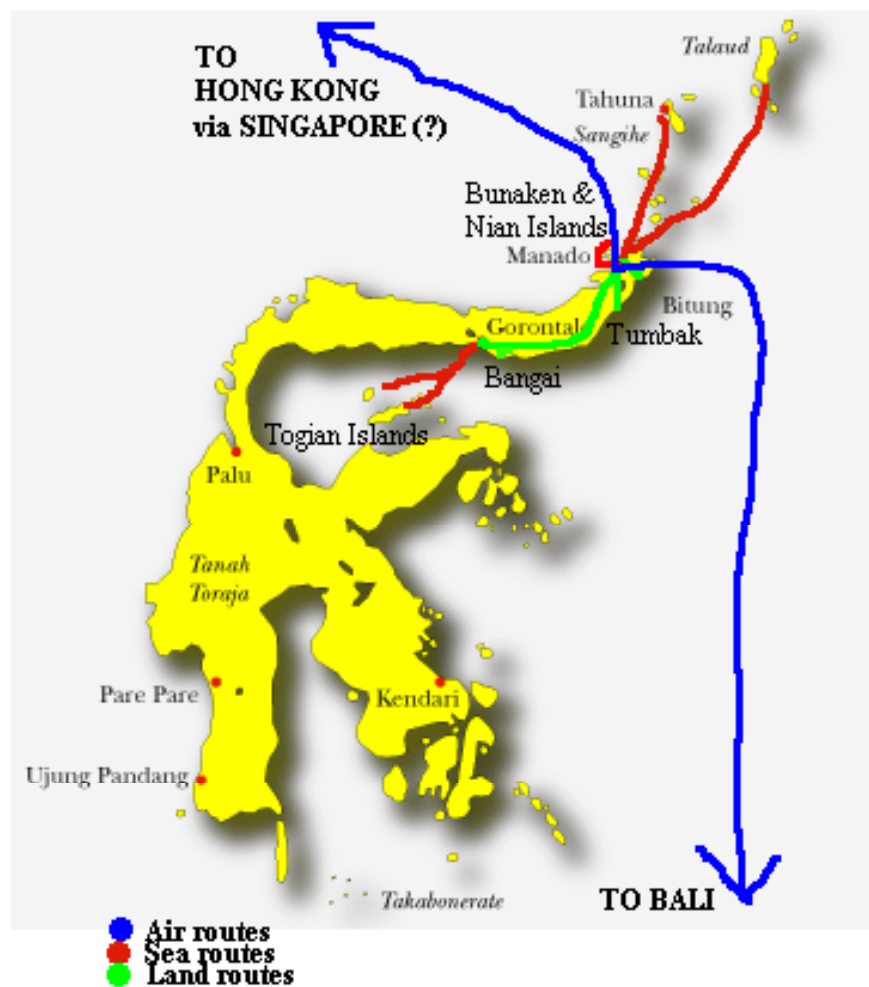 TO
HONG KONG
via SINGAPORE (?)
Talaud
Tahuna
Sangihe
Bunaken &
Nian Islands
Manado
Bitung
Gorontal
Tumbak
Bangai
Togian Islands
Palu
Tanah
Toraja
Pare Pare
Kendari
Ujung Pandang
Takabonerate
TO BALI
Air routes
Sea routes
Land routes